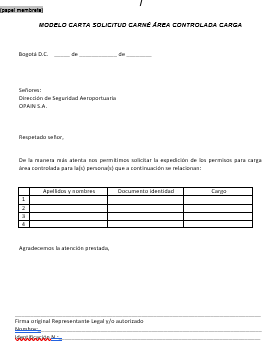 (papel membrete)
MODELO CARTA SOLICITUD CARNÉ ÁREA CONTROLADA CARGA
Bogotá D.C. _____ de ____________ de ________
Señores:
Dirección de Seguridad Aeroportuaria
OPAIN S.A.
Respetado señor,
De la manera más atenta nos permitimos solicitar la expedición de los permisos para carga
área controlada para la(s) persona(s) que a continuación se relacionan:
Apellidos y nombres Documento identidad Cargo
1
2
3
4
Agradecemos la atención prestada,
Firma original Representante Legal y/o autorizado
Nombre:
Identificación N.: